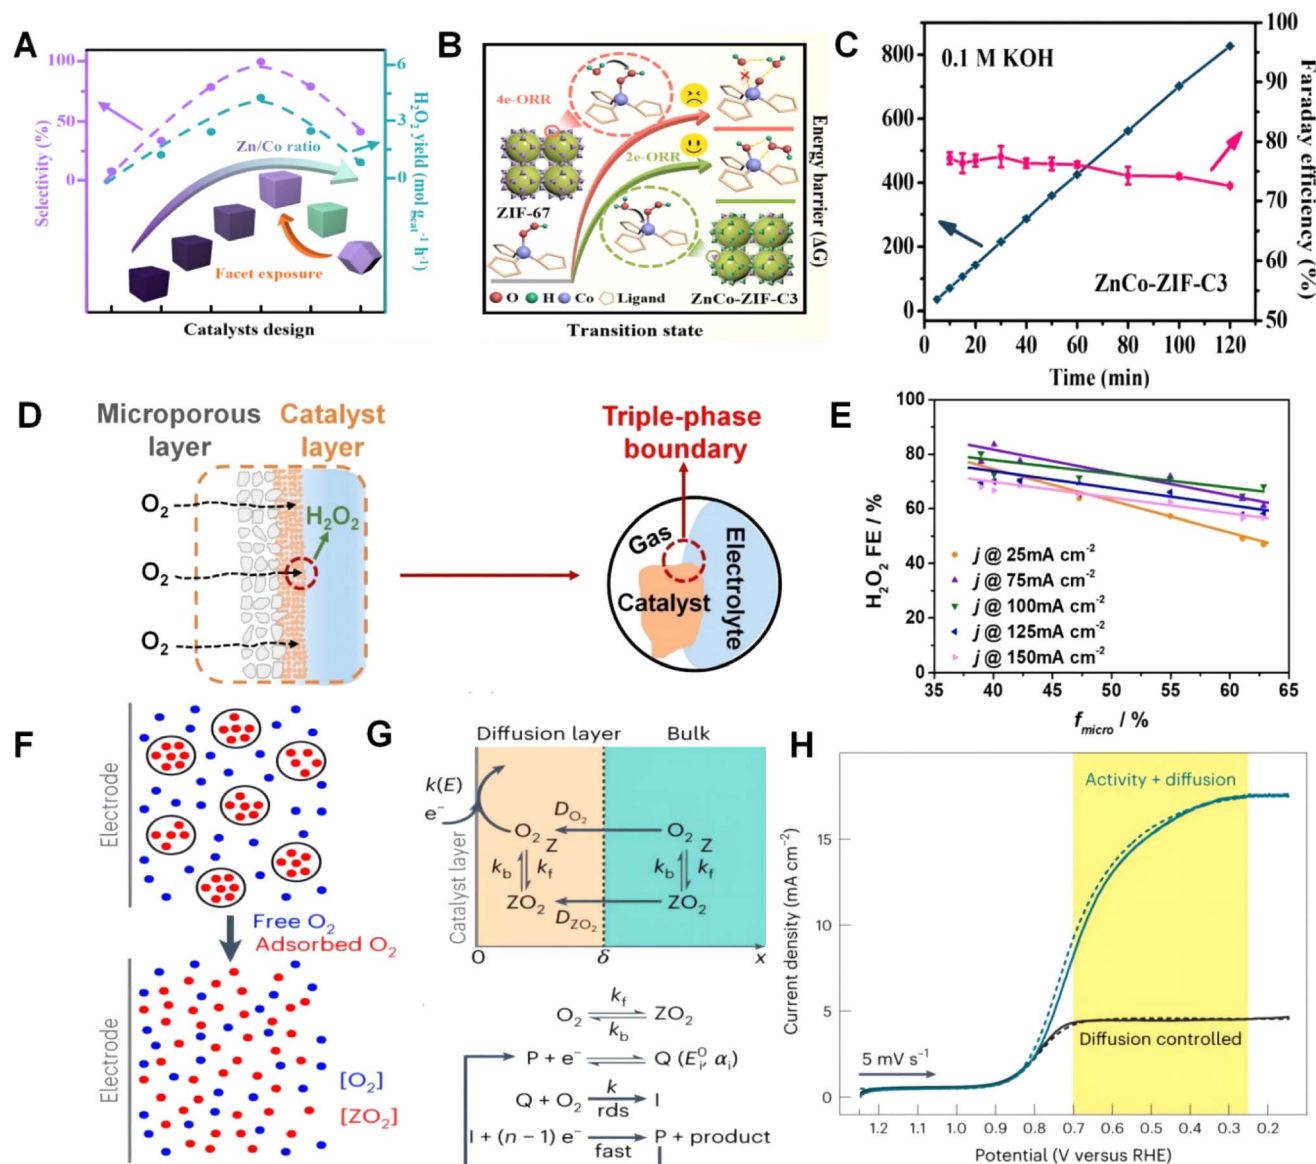 A
Selectivity (%)
100
50
0
Zn/Co ratio
Facet exposure
6
4
2
0
H₂O₂ yield (mol gcat⁻¹ h⁻¹)
Catalysts design
B
4e-ORR
2e-ORR
ZIF-67
ZnCo-ZIF-C3
O H Co Ligand
Energy barrier (ΔG)
Transition state
C
0.1 M KOH
ZnCo-ZIF-C3
800
600
400
200
0
100
90
80
70
60
50
Faraday efficiency (%)
0 20 40 60 80 100 120
Time (min)
D
Microporous layer
Catalyst layer
O₂
O₂
O₂
H₂O₂
Triple-phase
boundary
Gas
Catalyst
Electrolyte
E
H₂O₂ FE / %
100
80
60
40
20
0
j @ 25mA cm⁻²
j @ 75mA cm⁻²
j @ 100mA cm⁻²
j @ 125mA cm⁻²
j @ 150mA cm⁻²
35 40 45 50 55 60 65
fmicro / %
F
Electrode
Free O₂
Adsorbed O₂
Electrode
[O₂]
[ZO₂]
G
Diffusion layer Bulk
k(E)
e⁻
Catalyst layer
O₂ DO₂ O₂
Z Z
kb kf kb kf
ZO₂ DZO₂ ZO₂
0 δ x
O₂ kf kb ZO₂
P + e⁻ Q (Ei⁰, αi)
Q + O₂ k rds I
I + (n − 1) e⁻ fast P + product
H
Current density (mA cm⁻²)
15
10
5
0
Activity + diffusion
Diffusion controlled
5 mV s⁻¹
1.2 1.1 1.0 0.9 0.8 0.7 0.6 0.5 0.4 0.3 0.2
Potential (V versus RHE)